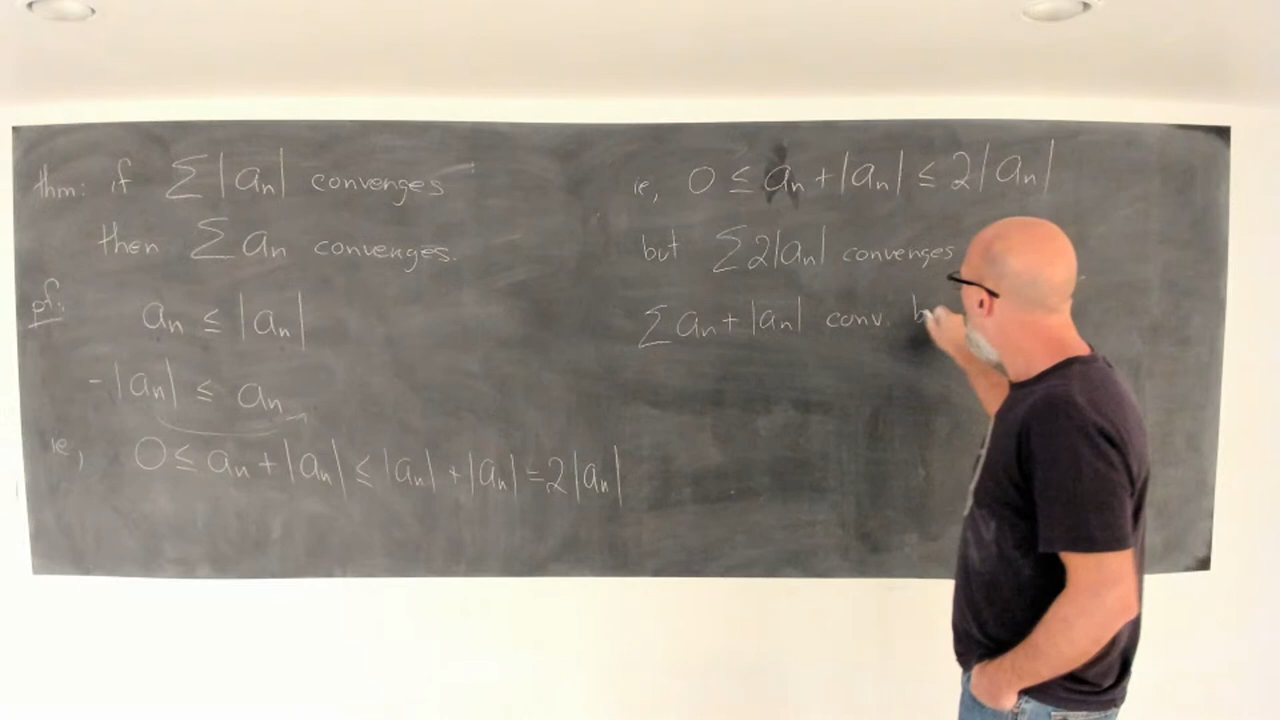 thm: if ∑|an| converges
then ∑ an converges.
pf:
an ≤ |an|
-|an| ≤ an
ie, 0 ≤ an + |an| ≤ |an| + |an| = 2|an|
ie, 0 ≤ an + |an| ≤ 2|an|
but ∑ 2|an| converges
∑ an + |an| conv. b